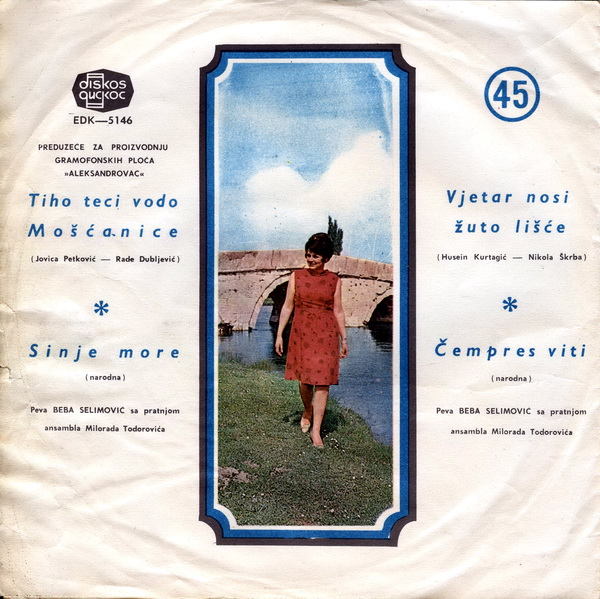 diskos
дискос
EDK—5146
PREDUZEĆE ZA PROIZVODNJU
GRAMOFONSKIH PLOČA
»ALEKSANDROVAC«
Tiho teci vodo
Mošćanice
(Jovica Petković — Rade Dubljević)
*
Sinje more
(narodna)
Peva BEBA SELIMOVIC sa pratnjom
ansambla Milorada Todorovića
45
Vjetar nosi
žuto lišće
(Husein Kurtagić — Nikola Škrba)
*
Čempres viti
(narodna)
Peva BEBA SELIMOVIC sa pratnjom
ansambla Milorada Todorovića